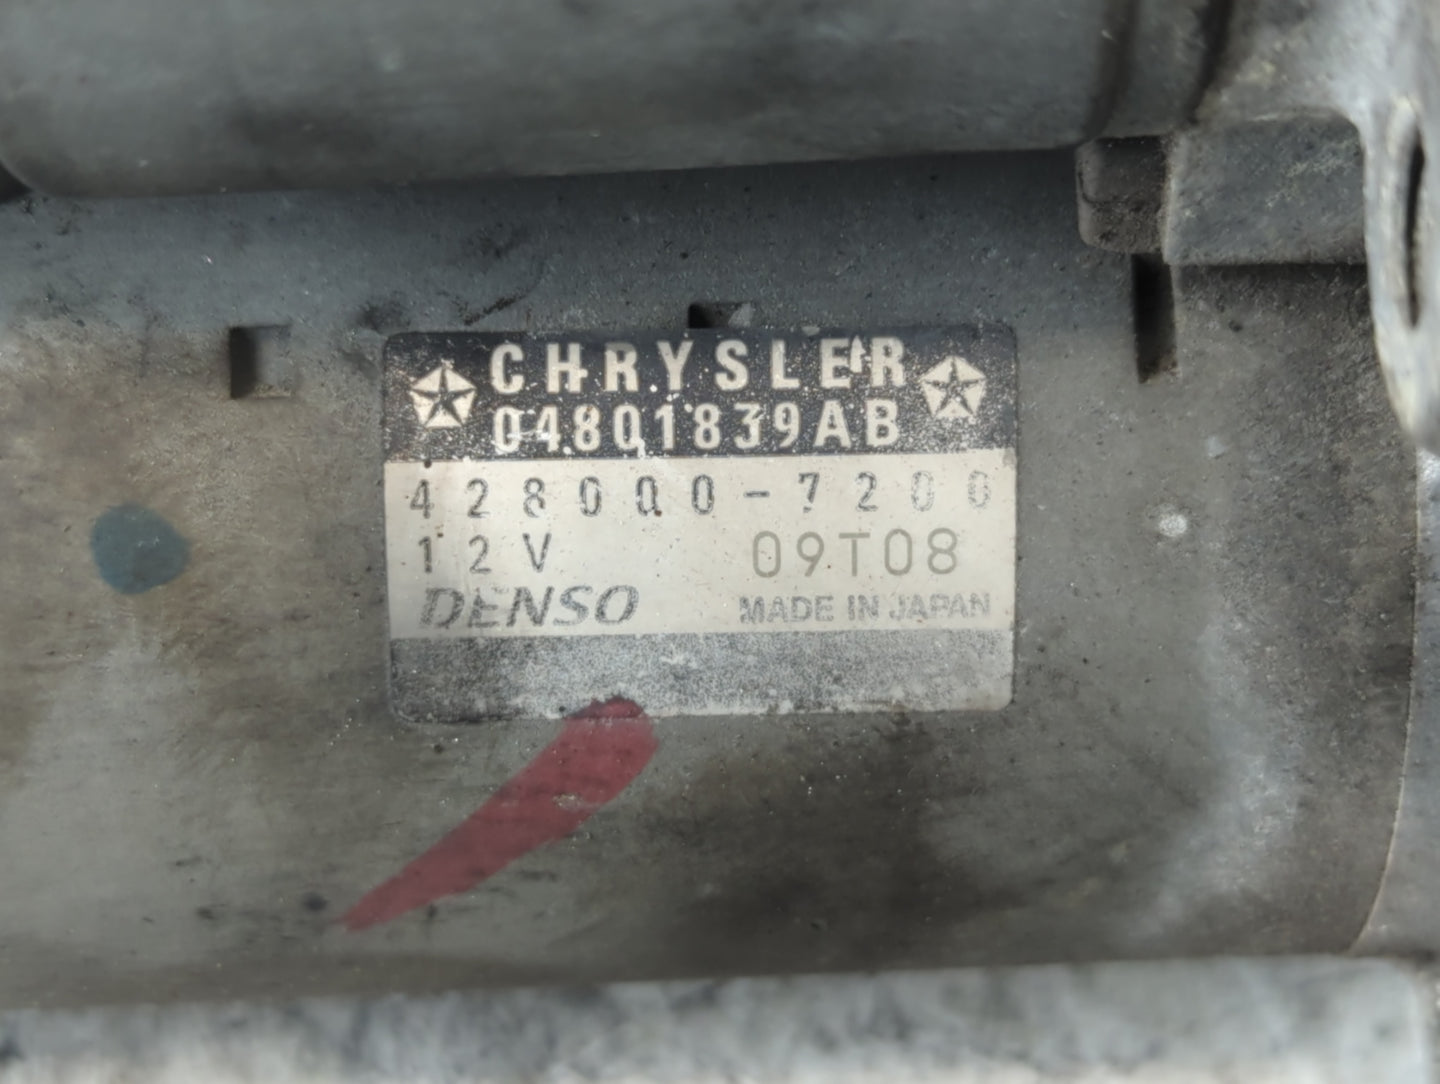 CHRYSLER
04801839AB
428000-7200
12V 09T08
DENSO MADE IN JAPAN